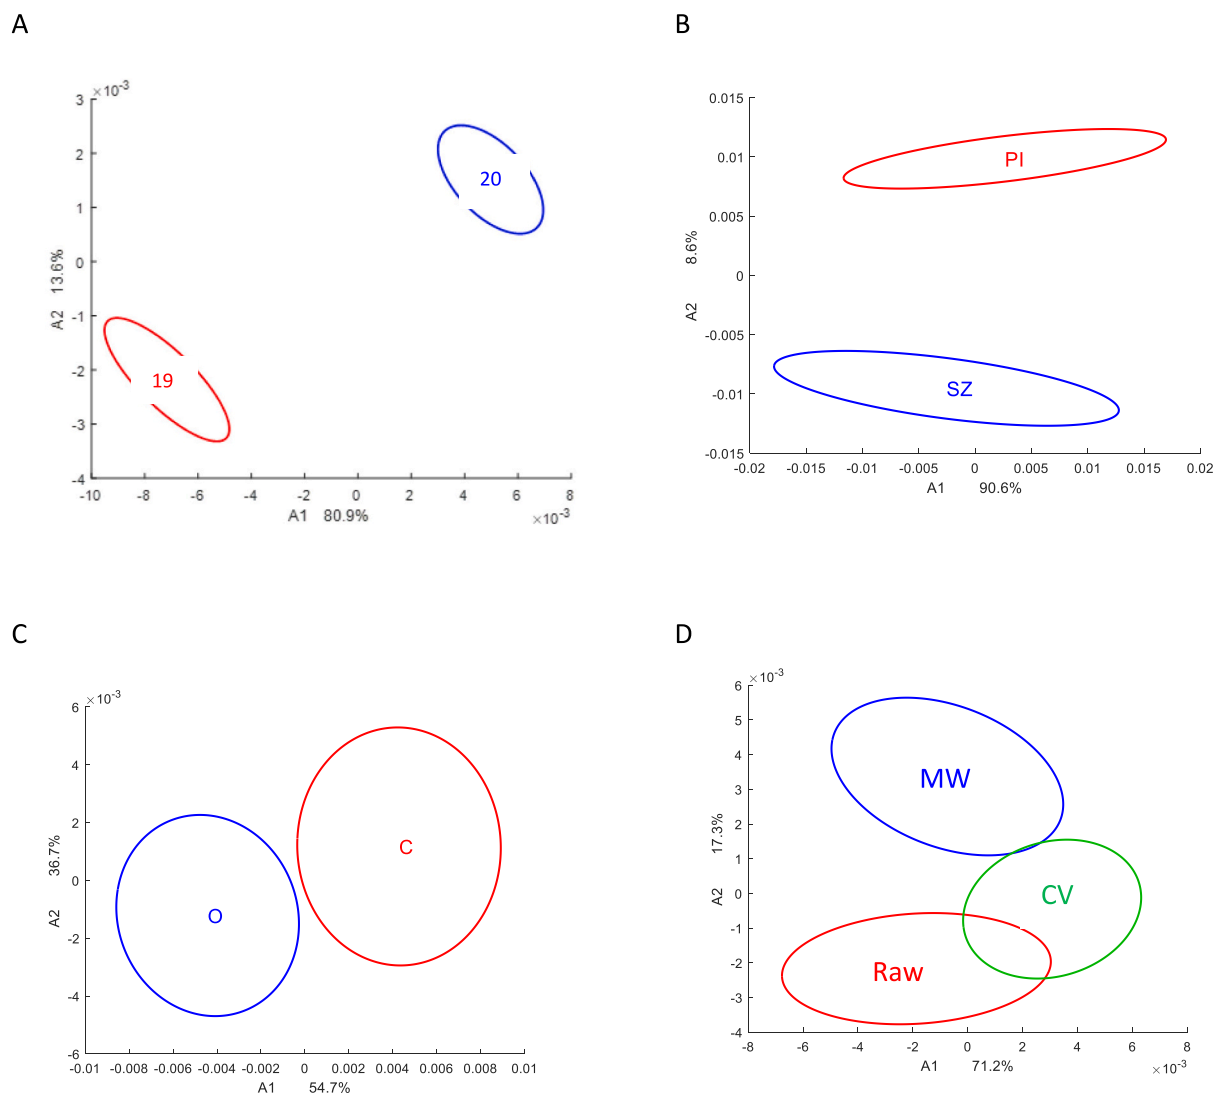 A
×10⁻³
3
2
1
0
-1
-2
-3
-4
A2 13.6%
20
19
-10 -8 -6 -4 -2 0 2 4 6 8
A1 80.9%
×10⁻³
B
0.015
0.01
0.005
0
-0.005
-0.01
-0.015
A2 8.6%
PI
SZ
-0.02 -0.015 -0.01 -0.005 0 0.005 0.01 0.015 0.02
A1 90.6%
C
×10⁻³
6
4
2
0
-2
-4
-6
A2 36.7%
C
O
-0.01 -0.008 -0.006 -0.004 -0.002 0 0.002 0.004 0.006 0.008 0.01
A1 54.7%
D
×10⁻³
6
5
4
3
2
1
0
-1
-2
-3
-4
A2 17.3%
MW
CV
Raw
-8 -6 -4 -2 0 2 4 6 8
A1 71.2%
×10⁻³